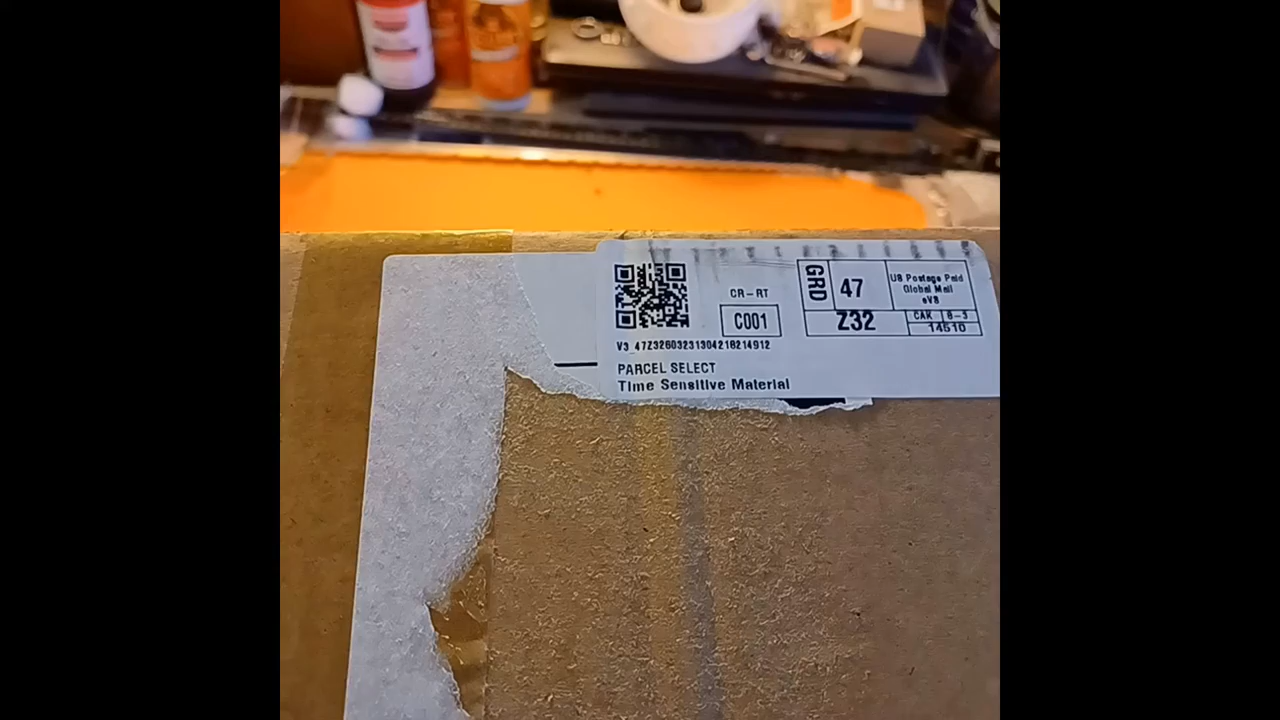 CR-RT
C001
GRD
47
US Postage Paid
Global Mail
eVS
Z32
CAK
8-3
14510
V3_47Z32603231304218214912
PARCEL SELECT
Time Sensitive Material